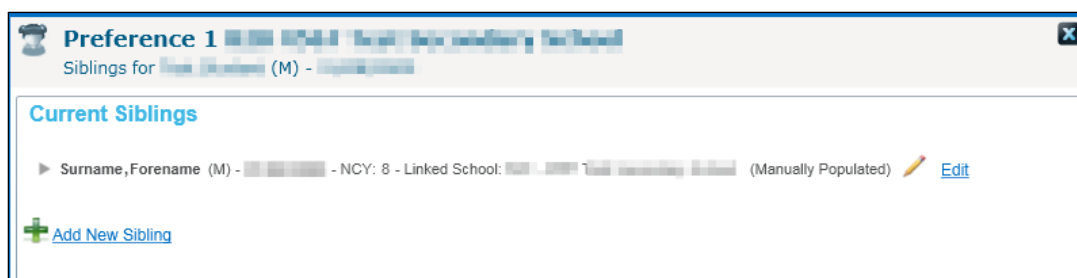 Preference 1
Siblings for (M) -
Current Siblings
Surname,Forename (M) - - NCY: 8 - Linked School: (Manually Populated) Edit
Add New Sibling